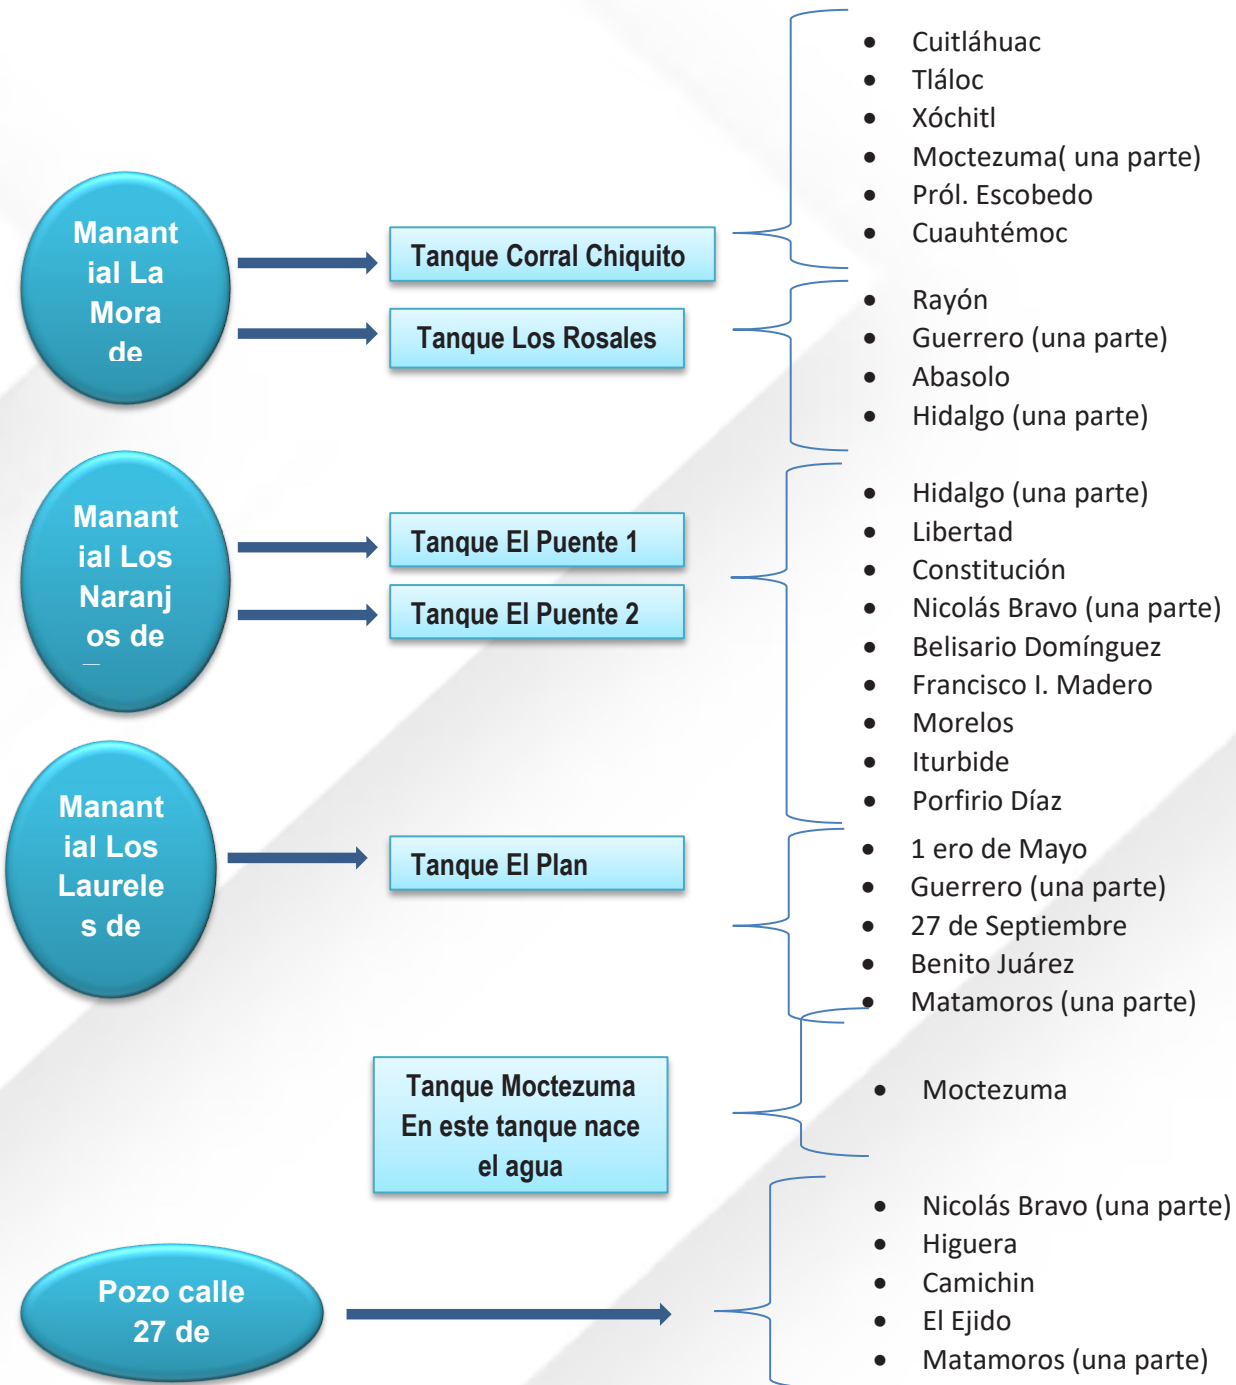 Manant
ial La
Mora
de
Tanque Corral Chiquito
Tanque Los Rosales
• Cuitláhuac
• Tláloc
• Xóchitl
• Moctezuma( una parte)
• Pról. Escobedo
• Cuauhtémoc
• Rayón
• Guerrero (una parte)
• Abasolo
• Hidalgo (una parte)
Manant
ial Los
Naranj
os de
Tanque El Puente 1
Tanque El Puente 2
• Hidalgo (una parte)
• Libertad
• Constitución
• Nicolás Bravo (una parte)
• Belisario Domínguez
• Francisco I. Madero
• Morelos
• Iturbide
• Porfirio Díaz
Manant
ial Los
Laurele
s de
Tanque El Plan
• 1 ero de Mayo
• Guerrero (una parte)
• 27 de Septiembre
• Benito Juárez
• Matamoros (una parte)
Tanque Moctezuma
En este tanque nace
el agua
• Moctezuma
Pozo calle
27 de
• Nicolás Bravo (una parte)
• Higuera
• Camichin
• El Ejido
• Matamoros (una parte)